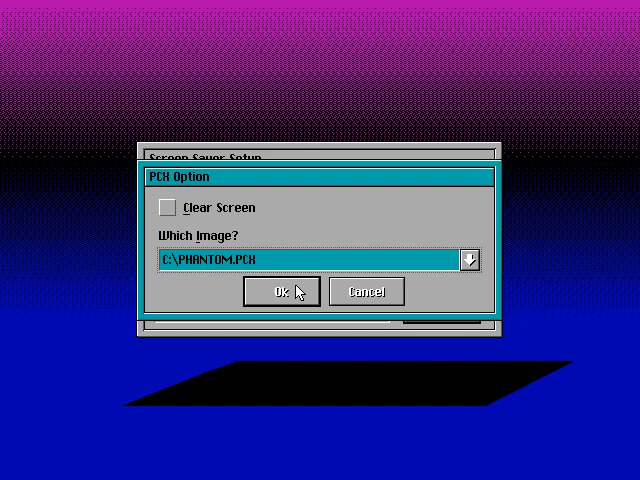 Screen Saver Setup
PCX Option
Clear Screen
Which Image?
C:\PHANTOM.PCX
Ok
Cancel